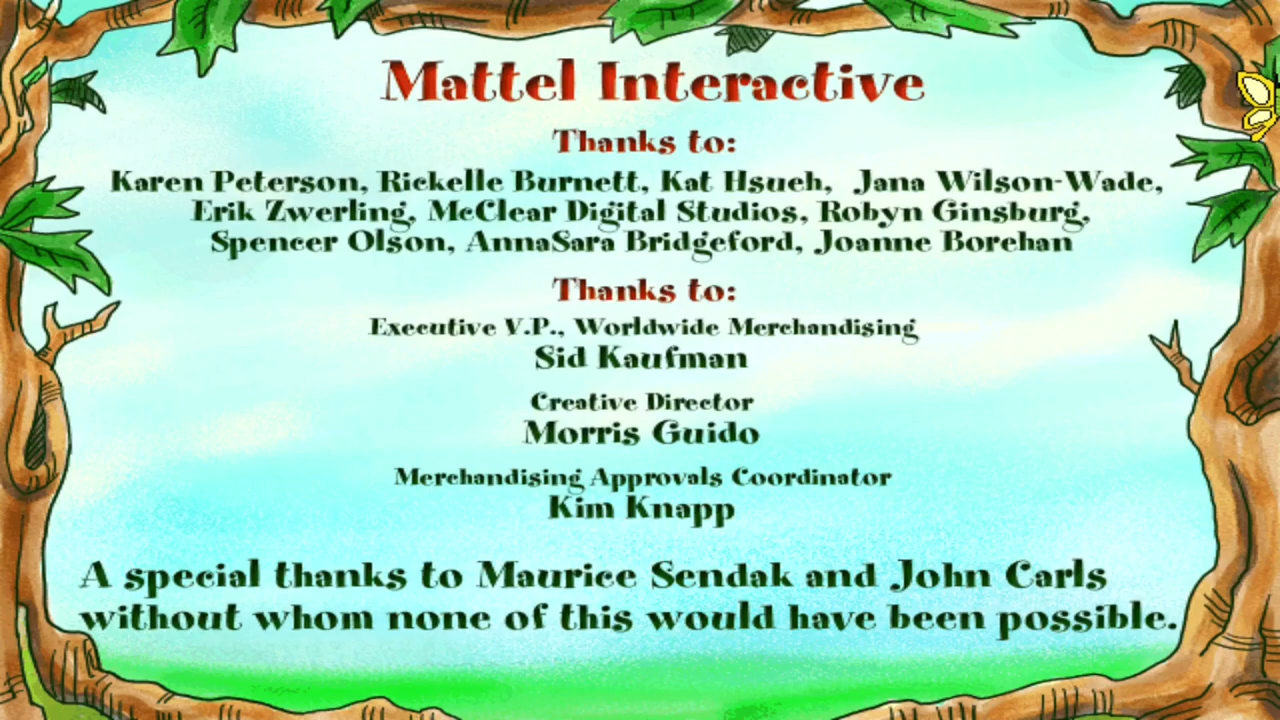 Mattel Interactive
Thanks to:
Karen Peterson, Rickelle Burnett, Kat Hsueh, Jana Wilson-Wade,
Erik Zwerling, McClear Digital Studios, Robyn Ginsburg,
Spencer Olson, AnnaSara Bridgeford, Joanne Borehan
Thanks to:
Executive V.P., Worldwide Merchandising
Sid Kaufman
Creative Director
Morris Guido
Merchandising Approvals Coordinator
Kim Knapp
A special thanks to Maurice Sendak and John Carls
without whom none of this would have been possible.